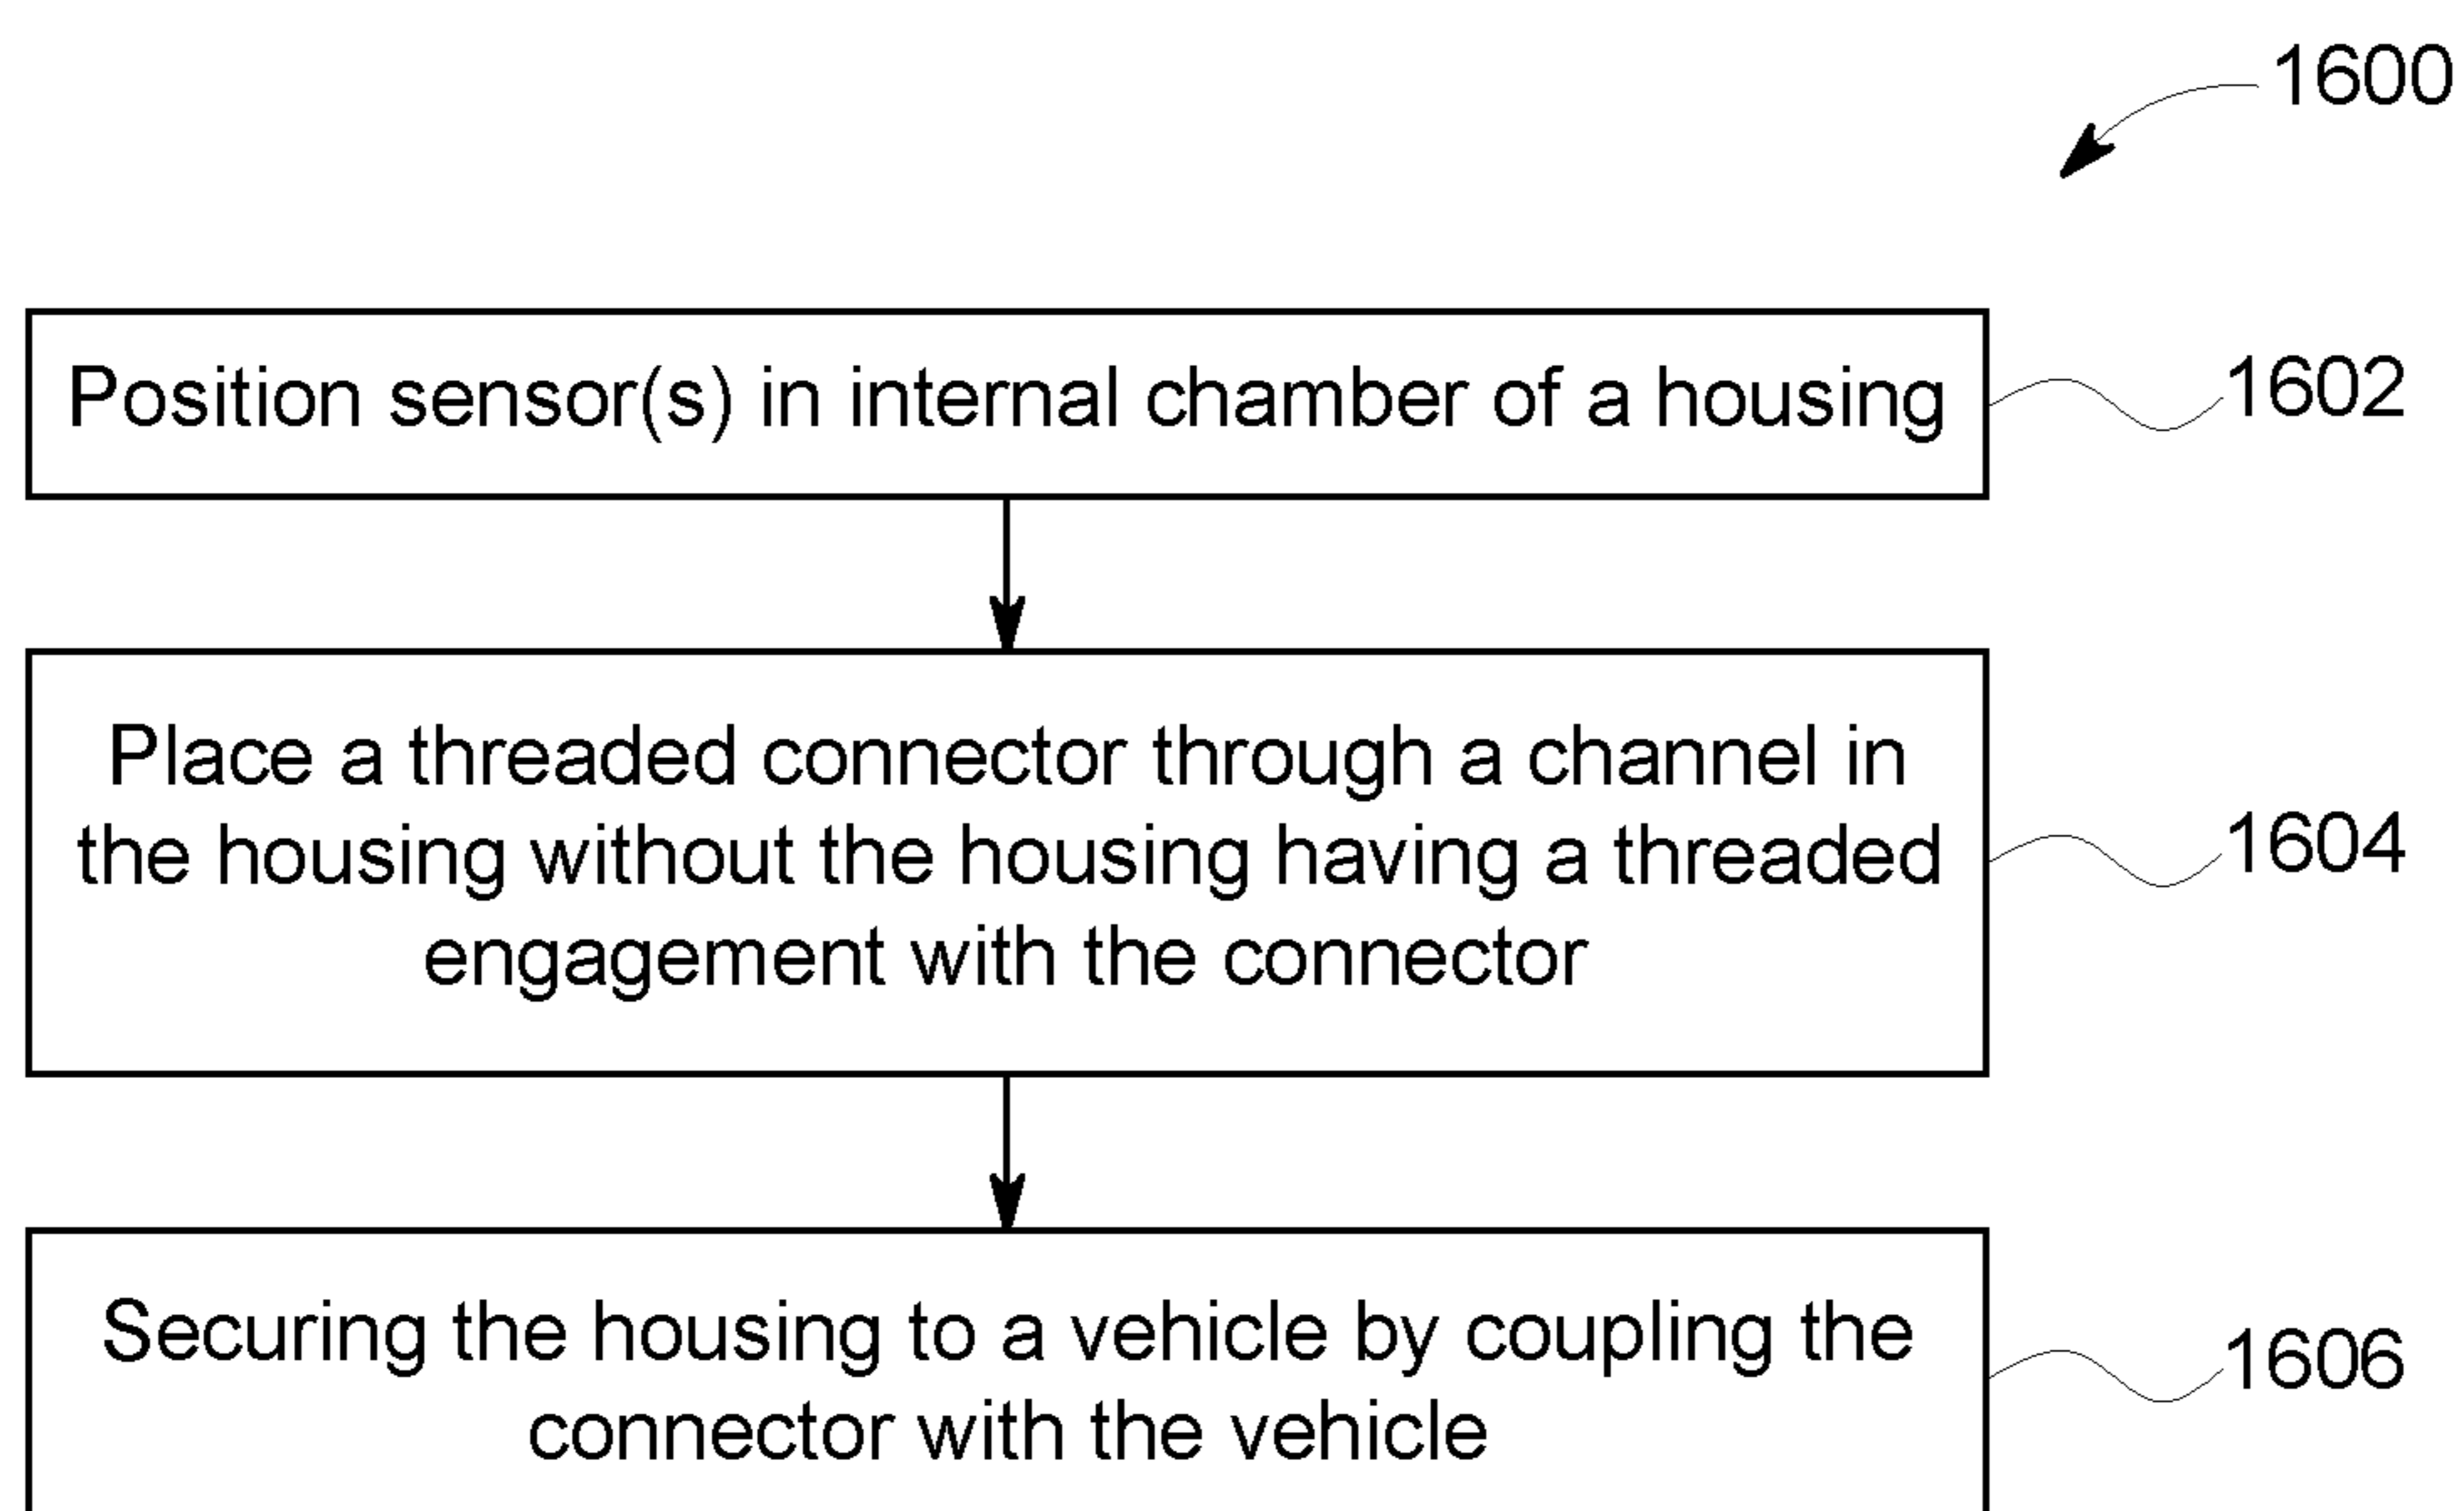 1600
Position sensor(s) in internal chamber of a housing
1602
Place a threaded connector through a channel in
the housing without the housing having a threaded
engagement with the connector
1604
Securing the housing to a vehicle by coupling the
connector with the vehicle
1606